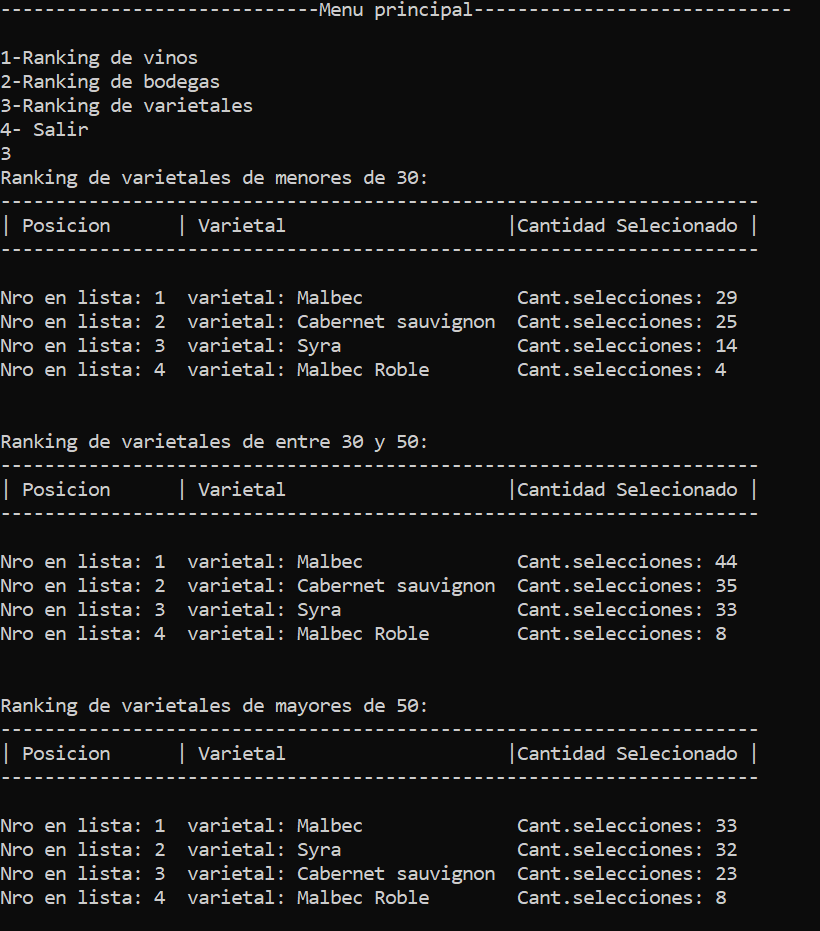 -----------------------------Menu principal-----------------------------
1-Ranking de vinos
2-Ranking de bodegas
3-Ranking de varietales
4- Salir
3
Ranking de varietales de menores de 30:
---------------------------------------------------------------------
| Posicion      | Varietal                    |Cantidad Selecionado |
---------------------------------------------------------------------
Nro en lista: 1  varietal: Malbec              Cant.selecciones: 29
Nro en lista: 2  varietal: Cabernet sauvignon  Cant.selecciones: 25
Nro en lista: 3  varietal: Syra                Cant.selecciones: 14
Nro en lista: 4  varietal: Malbec Roble        Cant.selecciones: 4
Ranking de varietales de entre 30 y 50:
---------------------------------------------------------------------
| Posicion      | Varietal                    |Cantidad Selecionado |
---------------------------------------------------------------------
Nro en lista: 1  varietal: Malbec              Cant.selecciones: 44
Nro en lista: 2  varietal: Cabernet sauvignon  Cant.selecciones: 35
Nro en lista: 3  varietal: Syra                Cant.selecciones: 33
Nro en lista: 4  varietal: Malbec Roble        Cant.selecciones: 8
Ranking de varietales de mayores de 50:
---------------------------------------------------------------------
| Posicion      | Varietal                    |Cantidad Selecionado |
---------------------------------------------------------------------
Nro en lista: 1  varietal: Malbec              Cant.selecciones: 33
Nro en lista: 2  varietal: Syra                Cant.selecciones: 32
Nro en lista: 3  varietal: Cabernet sauvignon  Cant.selecciones: 23
Nro en lista: 4  varietal: Malbec Roble        Cant.selecciones: 8